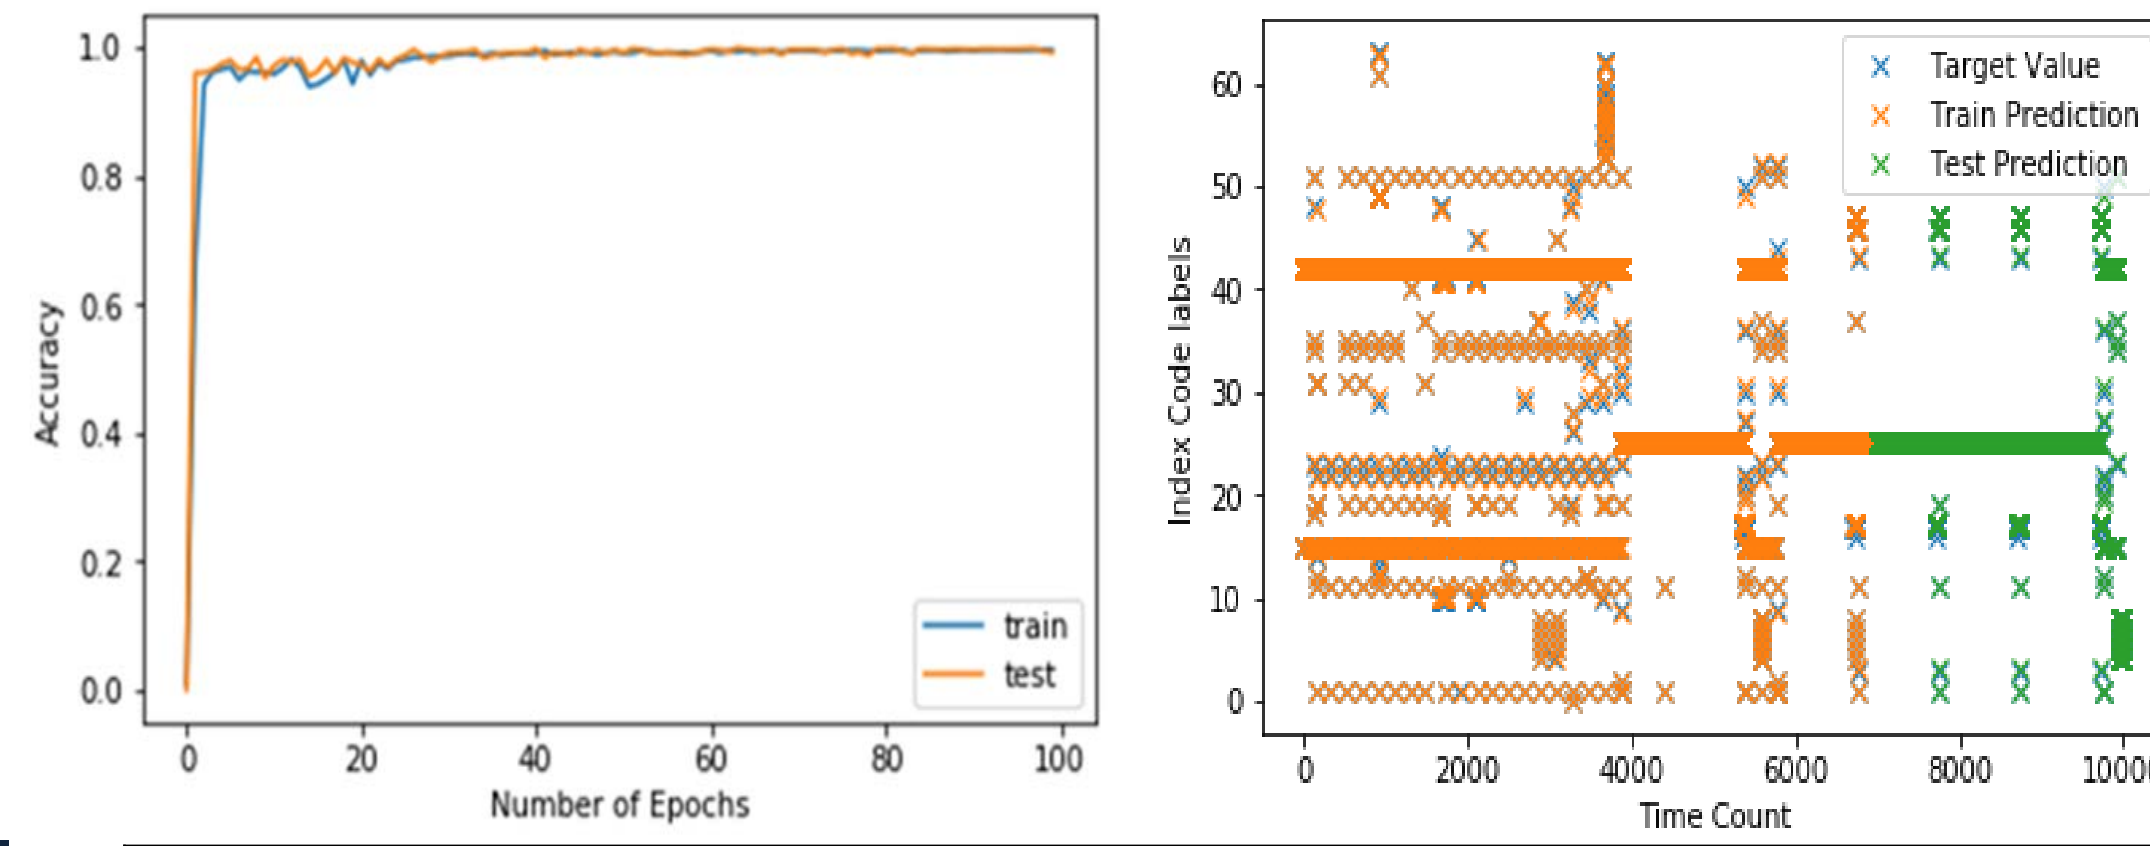 1.0
0.8
0.6
0.4
0.2
0.0
Accuracy
0 20 40 60 80 100
Number of Epochs
train
test
60
50
40
30
20
10
0
Index Code labels
0 2000 4000 6000 8000 1000
Time Count
Target Value
Train Prediction
Test Prediction